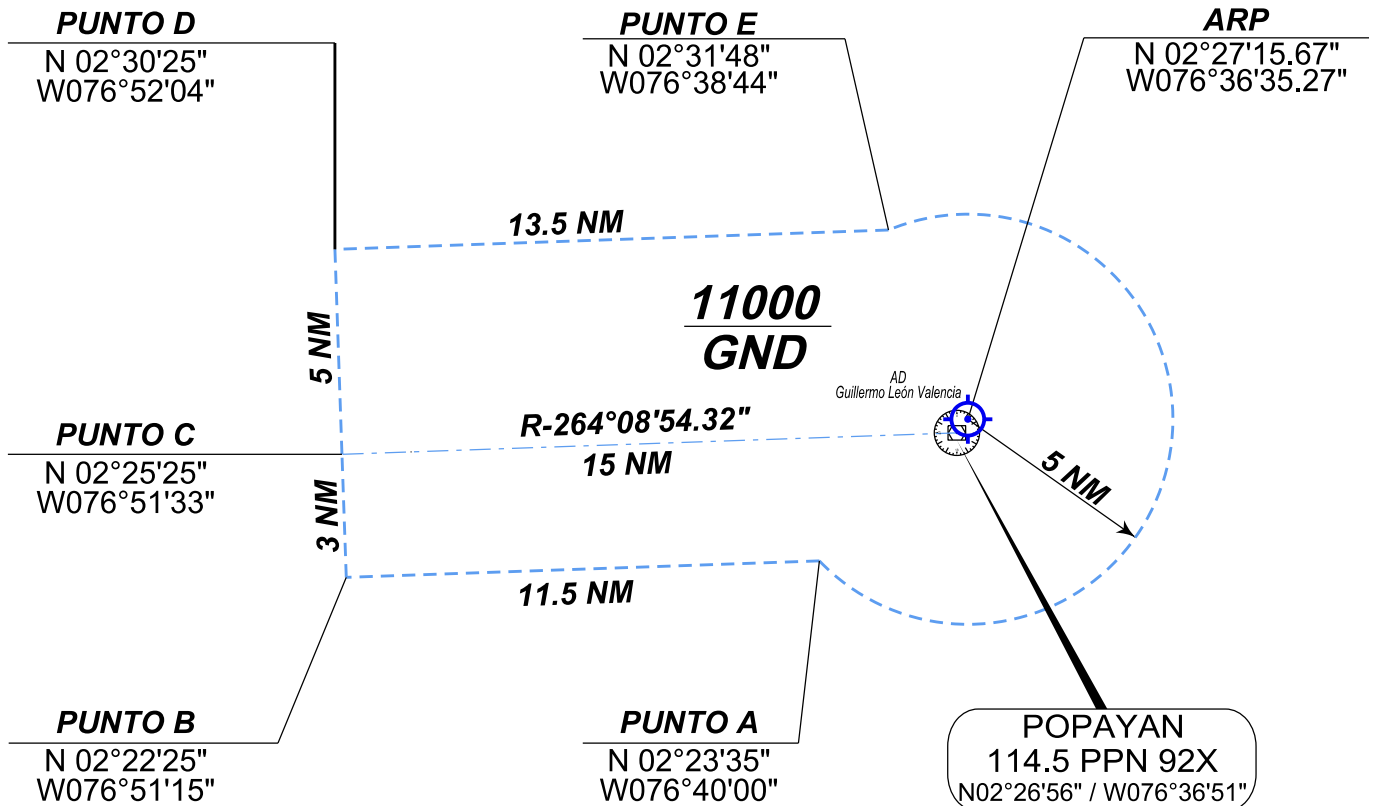 PUNTO D
N 02°30'25"
W076°52'04"
PUNTO E
N 02°31'48"
W076°38'44"
ARP
N 02°27'15.67"
W076°36'35.27"
13.5 NM
11000
GND
5 NM
AD
Guillermo León Valencia
R-264°08'54.32"
15 NM
5 NM
PUNTO C
N 02°25'25"
W076°51'33"
3 NM
11.5 NM
PUNTO B
N 02°22'25"
W076°51'15"
PUNTO A
N 02°23'35"
W076°40'00"
POPAYAN
114.5 PPN 92X
N02°26'56" / W076°36'51"